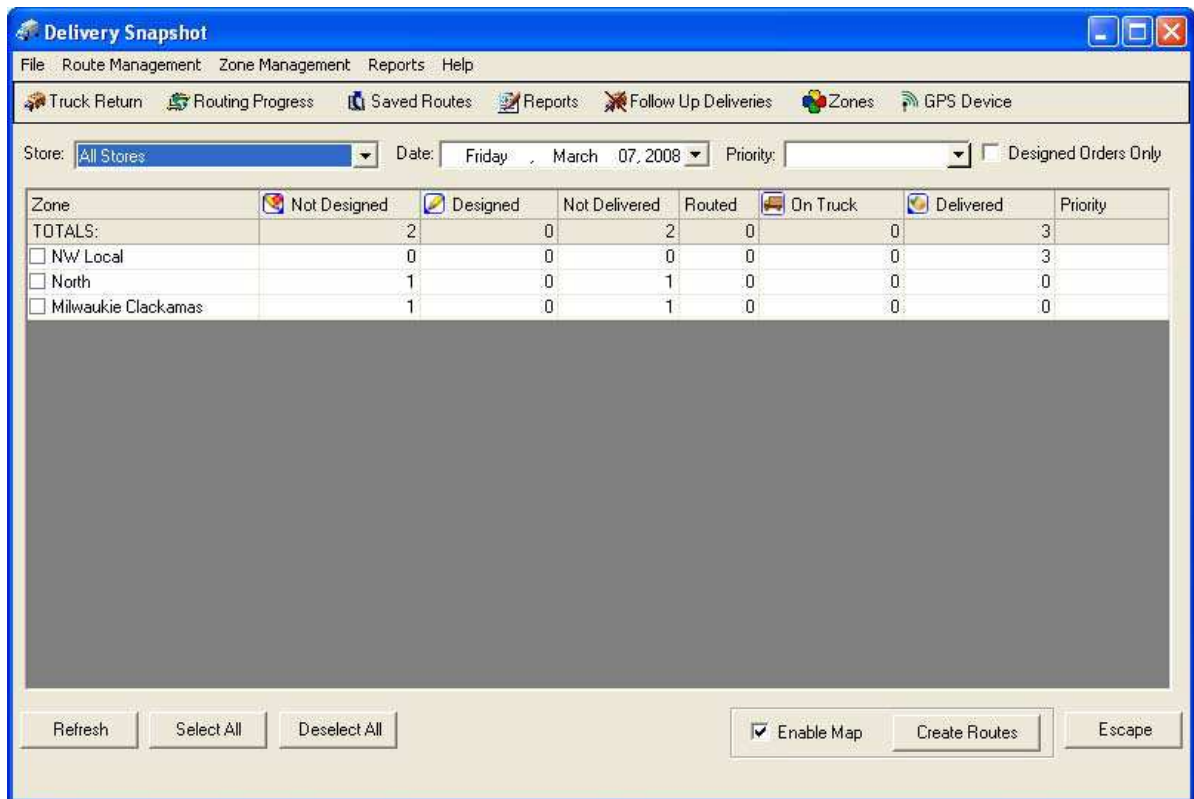 Delivery Snapshot
File Route Management Zone Management Reports Help
Truck Return Routing Progress Saved Routes Reports Follow Up Deliveries Zones GPS Device
Store: All Stores Date: Friday , March 07, 2008 Priority: Designed Orders Only
Zone Not Designed Designed Not Delivered Routed On Truck Delivered Priority
TOTALS: 2 0 2 0 0 3
NW Local 0 0 0 0 0 3
North 1 0 1 0 0 0
Milwaukie Clackamas 1 0 1 0 0 0
Refresh Select All Deselect All Enable Map Create Routes Escape